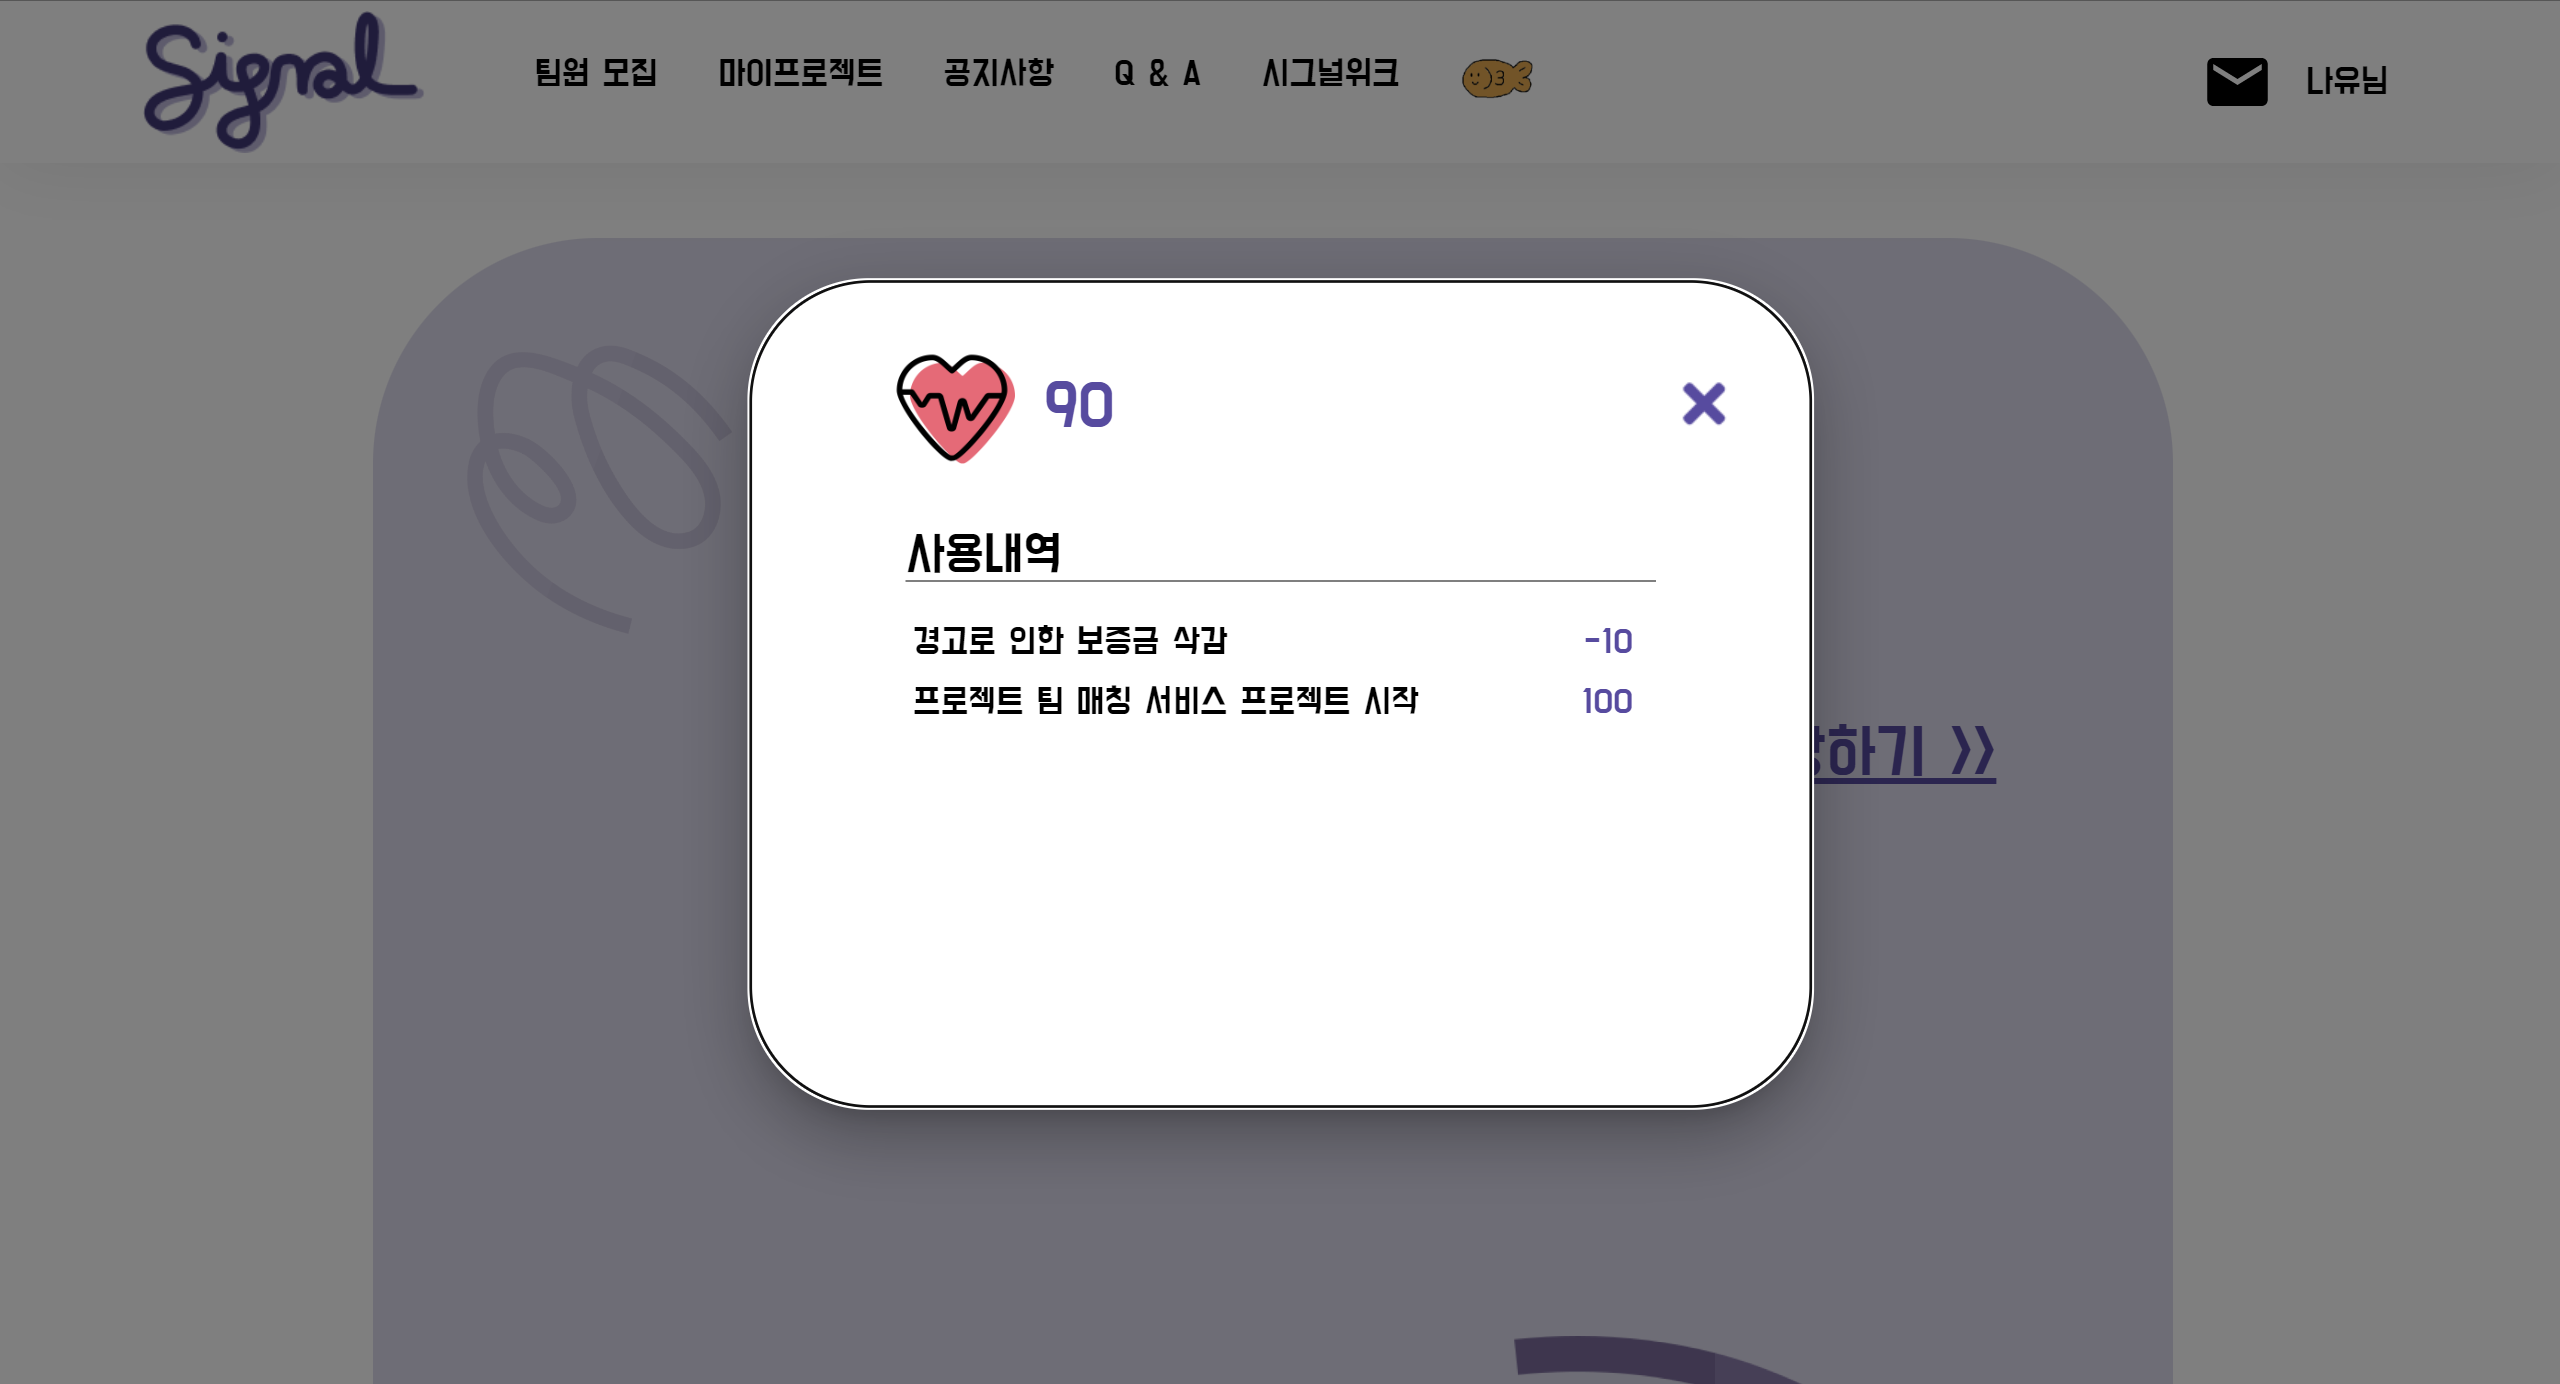 Signal
팀원 모집 마이프로젝트 공지사항 Q & A 시그널위크
나유님
90
사용내역
경고로 인한 보증금 삭감 -10
프로젝트 팀 매칭 서비스 프로젝트 시작 100
하기 >>